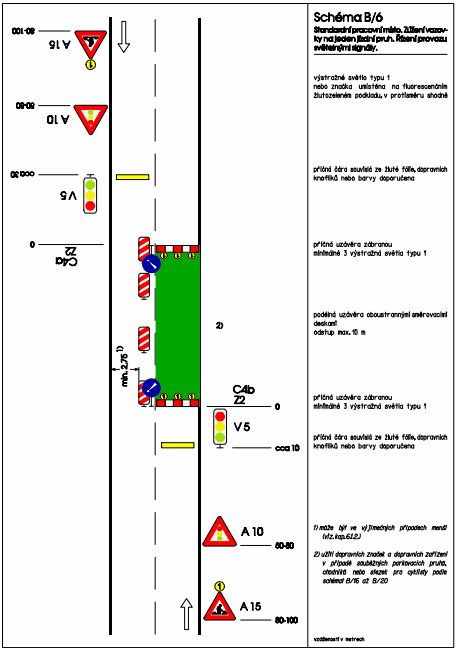 Schéma B/6
Standardní pracovní místo. Zúžení vozov-
ky na jeden jízdní pruh. Řízení provozu
světelnými signály.
80-100
A 15
1
výstražné světlo typu 1
nebo značka umístěna na fluorescenčním
žlutozeleném podkladu, v protisměru shodně
50-80
A 10
cca 30
V 5
příčná čára souvislá ze žluté fólie, dopravních
knoflíků nebo barvy doporučena
0
C4a
Z2
příčná uzávěra zábranou
minimálně 3 výstražná světla typu 1
podélná uzávěra oboustrannými směrovacími
deskami
odstup max. 10 m
2)
min. 2,75 1)
C4b
Z2
0
příčná uzávěra zábranou
minimálně 3 výstražná světla typu 1
V 5
cca 10
příčná čára souvislá ze žluté fólie, dopravních
knoflíků nebo barvy doporučena
A 10
50-80
1) může být ve výjimečných případech menší
(viz. kap. 6.1.2.)
2) užití dopravních značek a dopravních zařízení
v případě souběžných parkovacích pruhů,
chodníků nebo stezek pro cyklisty podle
schémat B/16 až B/20
1
A 15
80-100
vzdálenosti v metrech